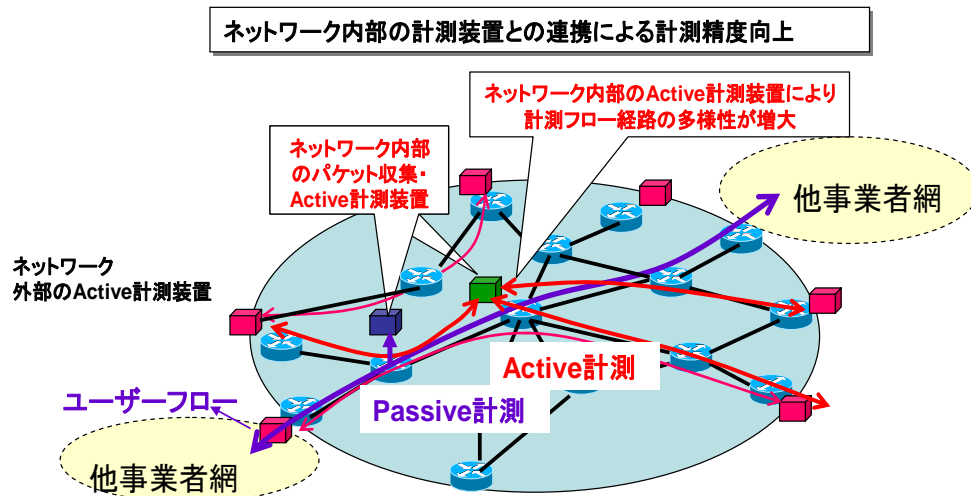 ネットワーク内部の計測装置との連携による計測精度向上
ネットワーク内部のActive計測装置により
計測フロー経路の多様性が増大
ネットワーク内部
のパケット収集・
Active計測装置
他事業者網
ネットワーク
外部のActive計測装置
Active計測
ユーザーフロー
Passive計測
他事業者網